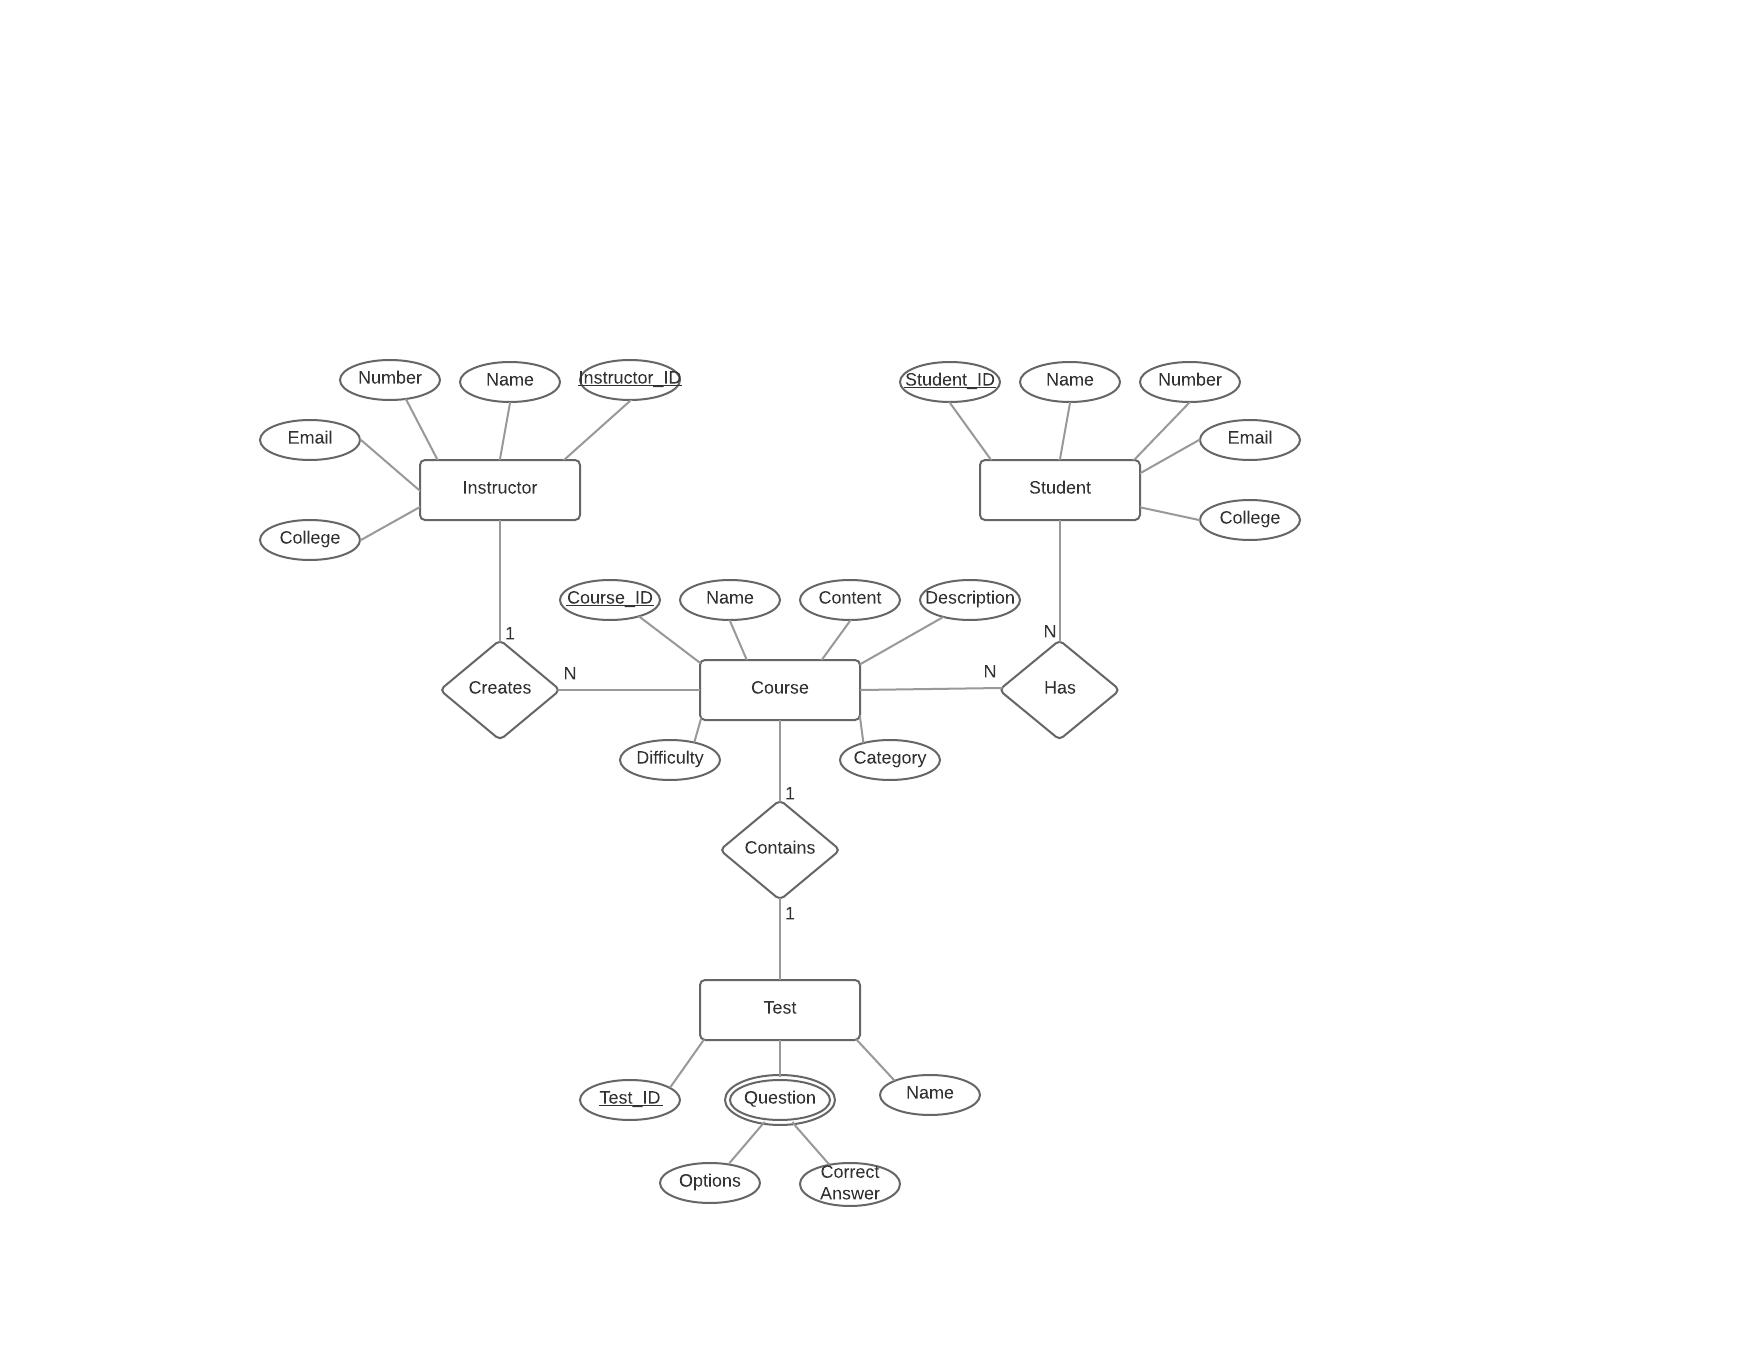 Number
Name
Instructor_ID
Student_ID
Name
Number
Email
Email
Instructor
Student
College
College
Course_ID
Name
Content
Description
1
N
N
N
Creates
Course
Has
Difficulty
Category
1
Contains
1
Test
Test_ID
Question
Name
Options
Correct
Answer